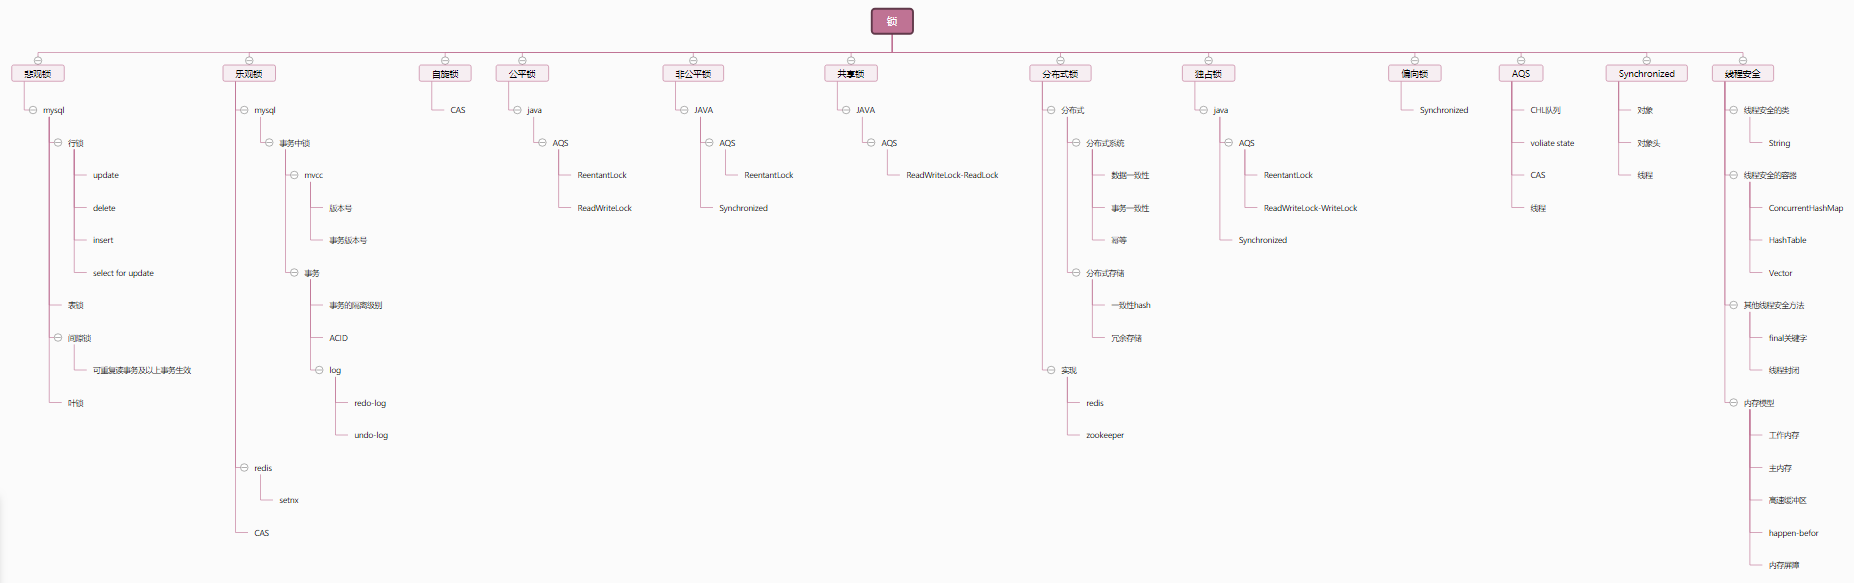 锁
悲观锁
mysql
行锁
update
delete
insert
select for update
表锁
间隙锁
可重复读事务及以上事务生效
叶锁
乐观锁
mysql
事务中锁
mvcc
版本号
事务版本号
事务
事务的隔离级别
ACID
log
redo-log
undo-log
redis
setnx
CAS
自旋锁
CAS
公平锁
java
AQS
ReentantLock
ReadWriteLock
非公平锁
JAVA
AQS
ReentantLock
Synchronized
共享锁
JAVA
AQS
ReadWriteLock-ReadLock
分布式锁
分布式
分布式系统
数据一致性
事务一致性
幂等
分布式存储
一致性hash
冗余存储
实现
redis
zookeeper
独占锁
java
AQS
ReentantLock
ReadWriteLock-WriteLock
Synchronized
偏向锁
Synchronized
AQS
CHL队列
voliate state
CAS
线程
Synchronized
对象
对象头
线程
线程安全
线程安全的类
String
线程安全的容器
ConcurrentHashMap
HashTable
Vector
其他线程安全方法
final关键字
线程封闭
内存模型
工作内存
主内存
高速缓冲区
happen-befor
内存屏障